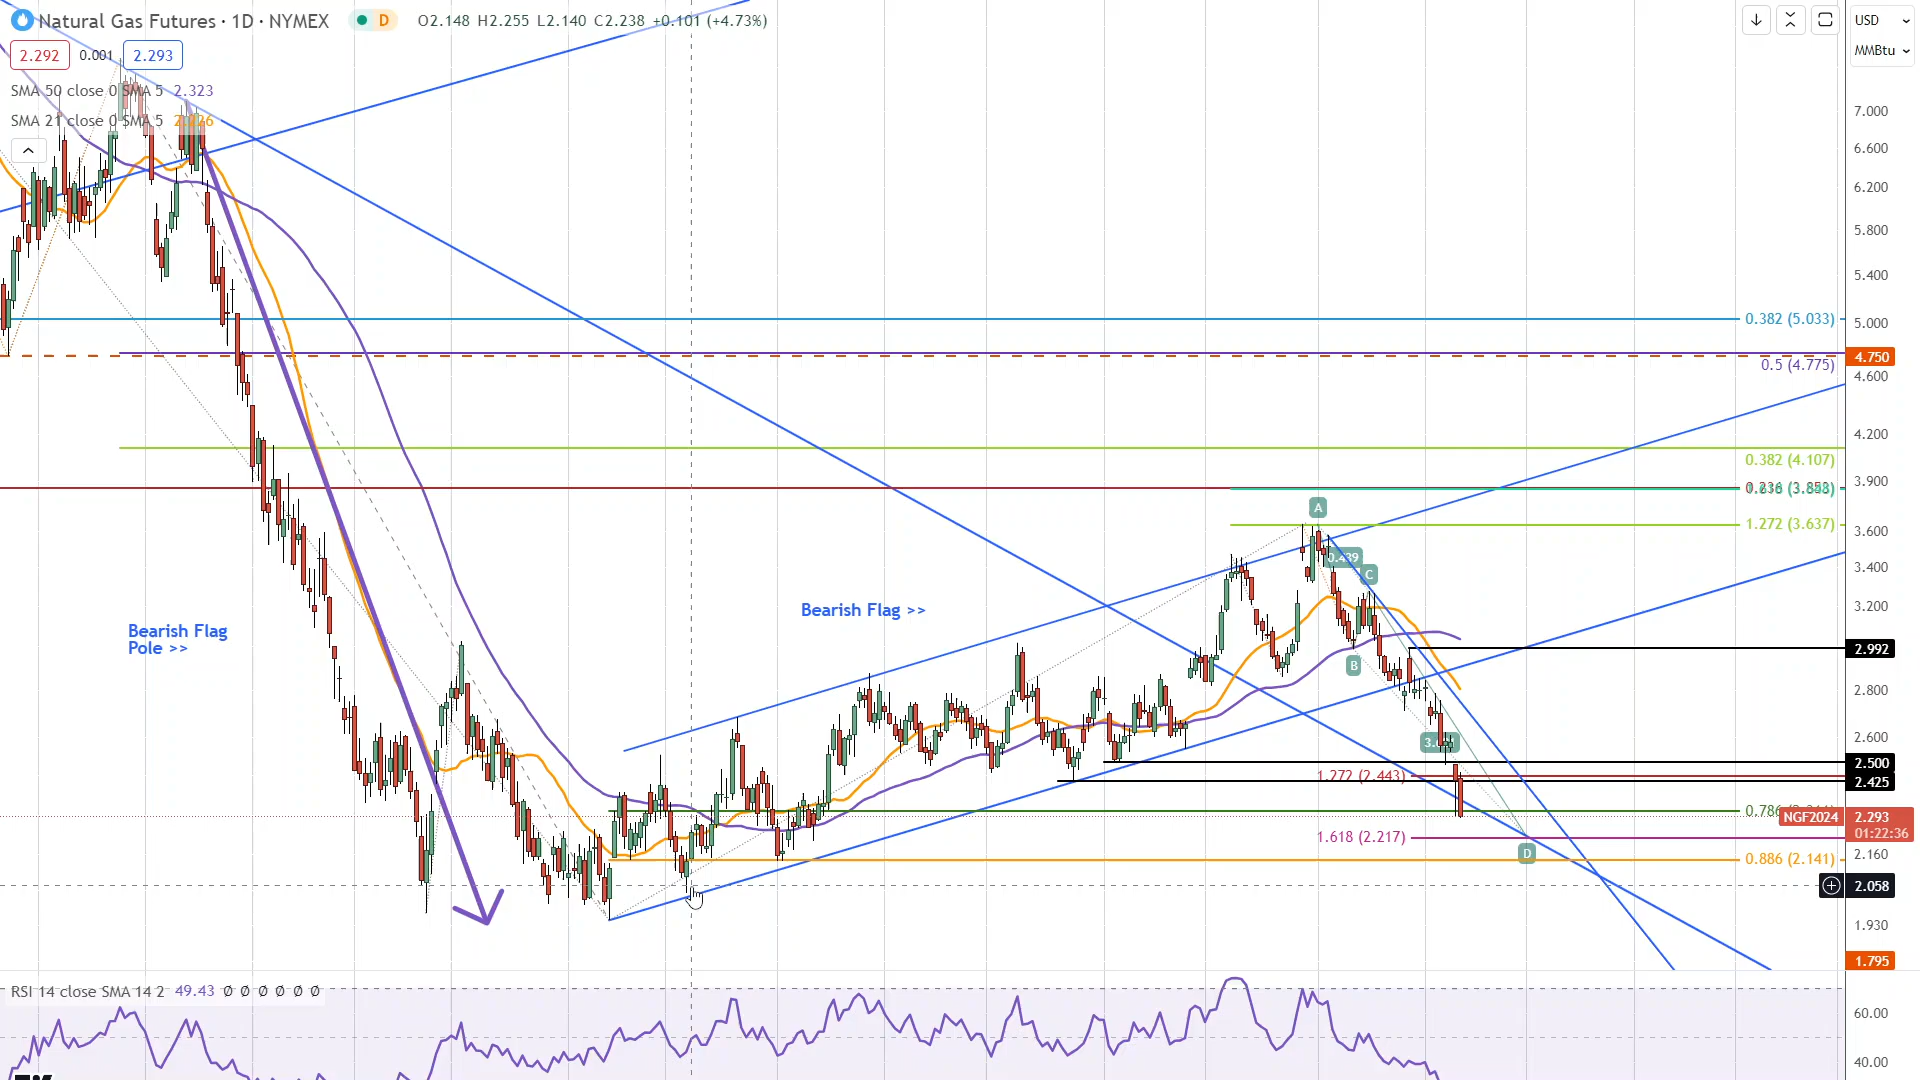 Natural Gas Futures · 1D · NYMEX D O2.148 H2.255 L2.140 C2.238 +0.101 (+4.73%)
USD
MMBtu
2.292 0.001 2.293
SMA 50 close 0 SMA 5 2.323
SMA 21 close 0 SMA 5
7.000
6.600
6.200
5.800
5.400
0.382 (5.033) 5.000
4.750
0.5 (4.775)
4.600
4.200
0.382 (4.107)
3.900
A
1.272 (3.637)
3.600
0.439
C
3.400
Bearish Flag >>
3.200
Bearish Flag
Pole >>
2.992
B
2.800
2.600
2.500
1.272 (2.443)
2.425
0.786
NGF2024 2.293
01:22:36
1.618 (2.217)
D
2.160
0.886 (2.141)
2.058
1.930
1.795
RSI 14 close SMA 14 2 49.43 Ø Ø Ø Ø Ø Ø
60.00
40.00